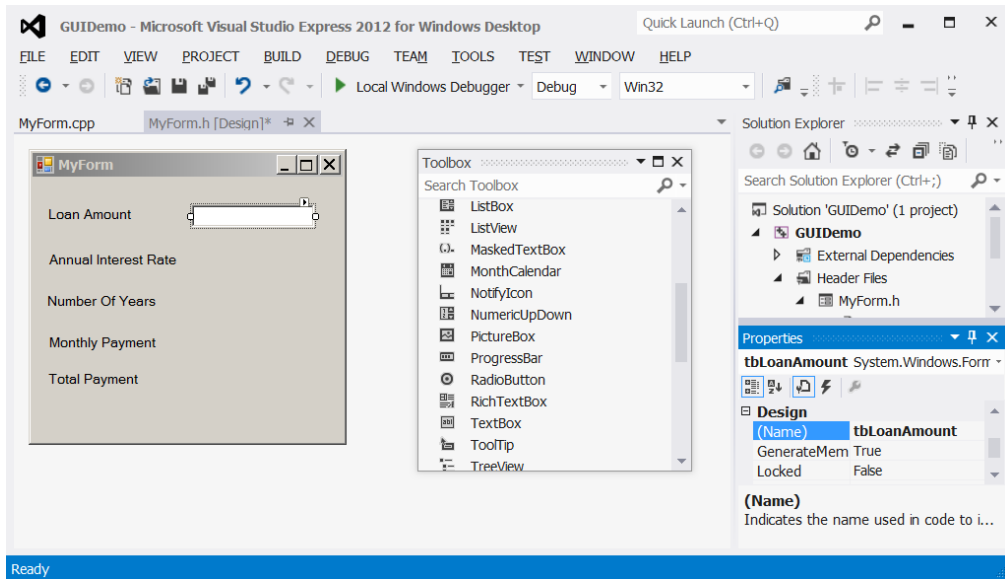 GUIDemo - Microsoft Visual Studio Express 2012 for Windows Desktop
Quick Launch (Ctrl+Q)
FILE EDIT VIEW PROJECT BUILD DEBUG TEAM TOOLS TEST WINDOW HELP
Local Windows Debugger Debug Win32
MyForm.cpp MyForm.h [Design]*
MyForm
Loan Amount
Annual Interest Rate
Number Of Years
Monthly Payment
Total Payment
Toolbox
Search Toolbox
ListBox
ListView
MaskedTextBox
MonthCalendar
NotifyIcon
NumericUpDown
PictureBox
ProgressBar
RadioButton
RichTextBox
TextBox
ToolTip
TreeView
Solution Explorer
Search Solution Explorer (Ctrl+;)
Solution 'GUIDemo' (1 project)
GUIDemo
External Dependencies
Header Files
MyForm.h
Properties
tbLoanAmount System.Windows.Form
Design
(Name) tbLoanAmount
GenerateMem True
Locked False
(Name)
Indicates the name used in code to i...
Ready